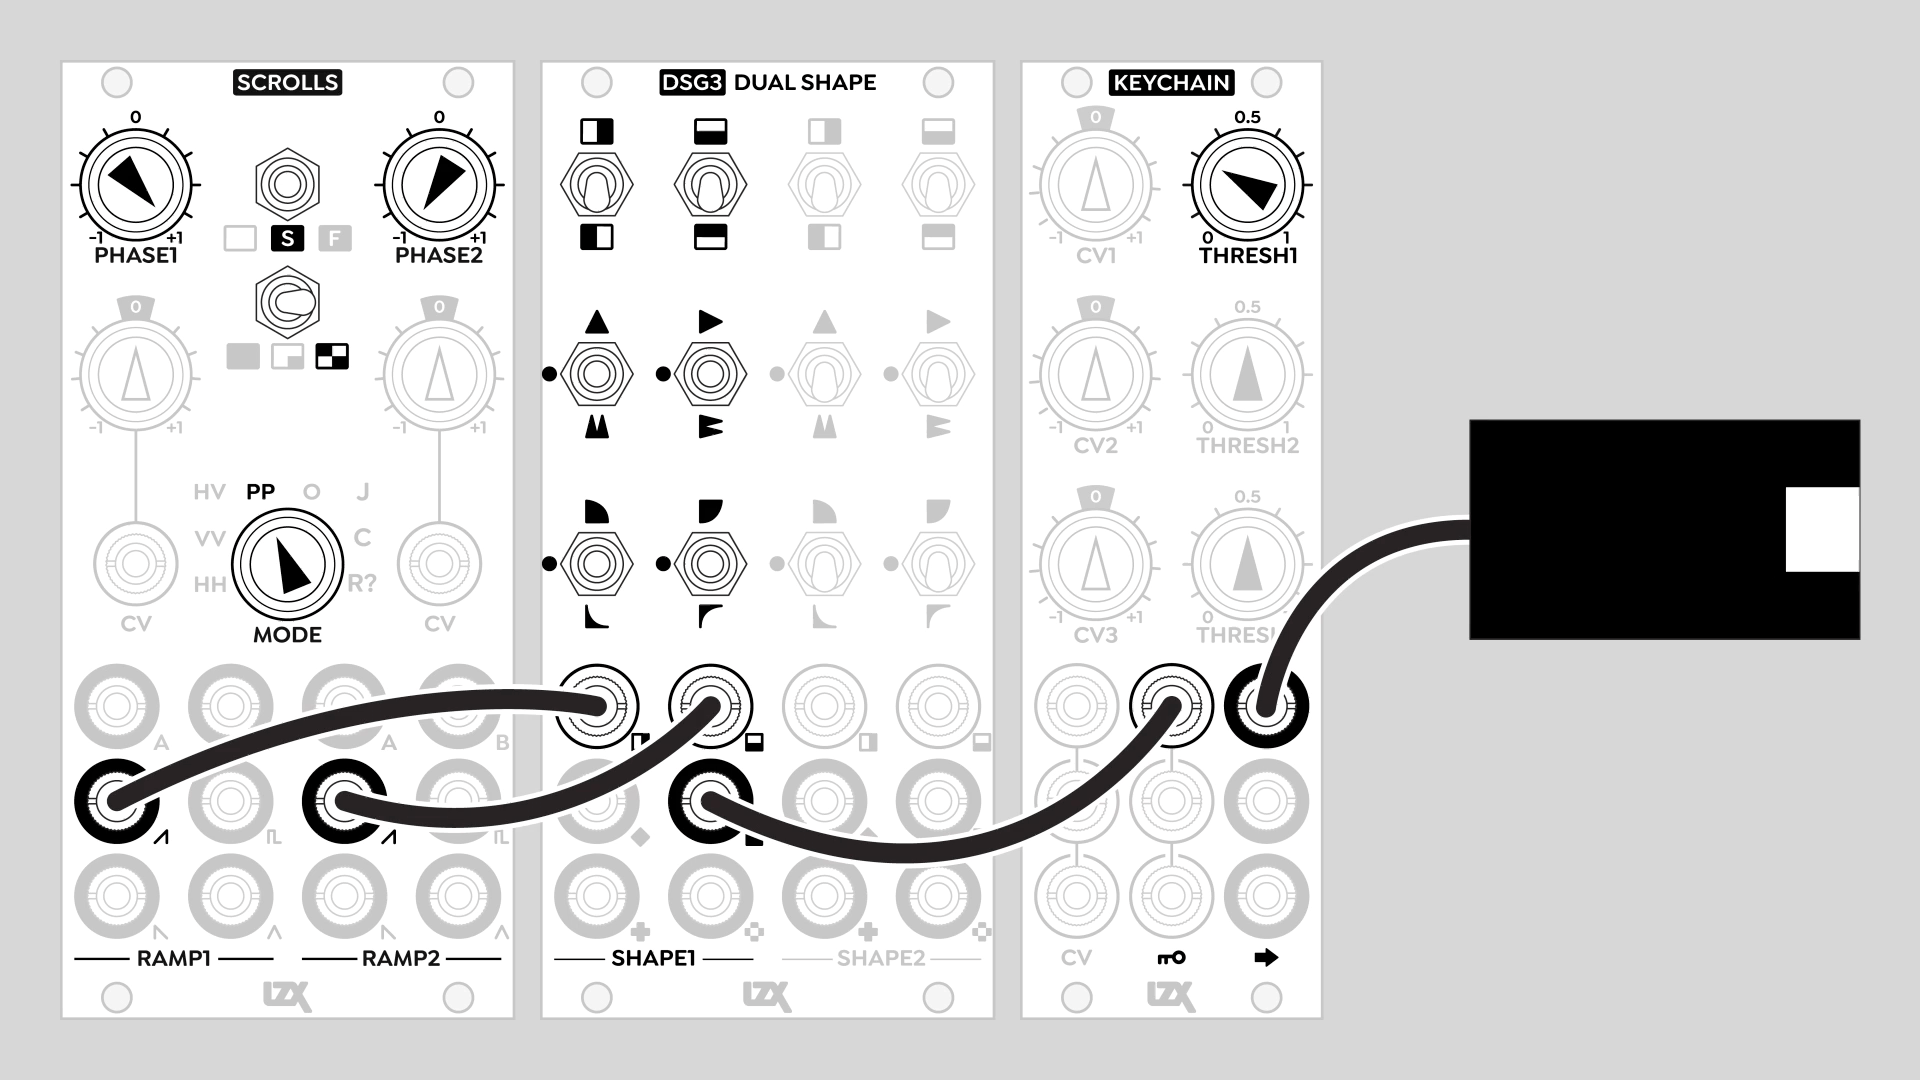 SCROLLS
0
0
-1
+1
PHASE1
-1
+1
PHASE2
S
F
0
0
-1
+1
-1
+1
HV
PP
O
J
VV
C
HH
R?
CV
MODE
CV
A
A
B
RAMP1
RAMP2
LZX
DSG3 DUAL SHAPE
SHAPE1
SHAPE2
LZX
KEYCHAIN
0
0.5
-1
+1
0
1
CV1
THRESH1
0
0.5
-1
+1
0
1
CV2
THRESH2
0
0.5
-1
+1
0
CV3
THRES
CV
LZX